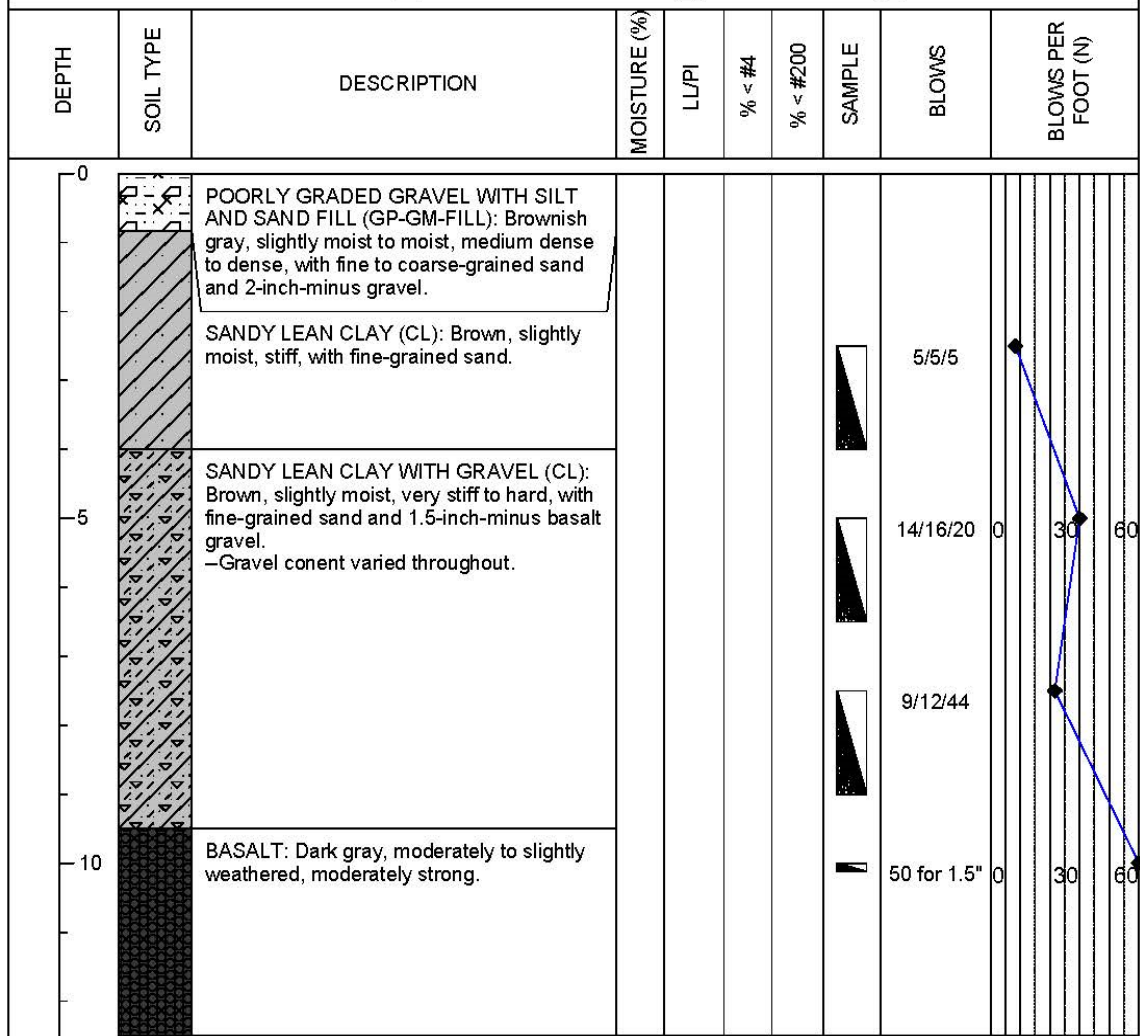 DEPTH
SOIL TYPE
DESCRIPTION
MOISTURE (%)
LL/PI
% < #4
% < #200
SAMPLE
BLOWS
BLOWS PER
FOOT (N)
0
POORLY GRADED GRAVEL WITH SILT
AND SAND FILL (GP-GM-FILL): Brownish
gray, slightly moist to moist, medium dense
to dense, with fine to coarse-grained sand
and 2-inch-minus gravel.
SANDY LEAN CLAY (CL): Brown, slightly
moist, stiff, with fine-grained sand.
5/5/5
SANDY LEAN CLAY WITH GRAVEL (CL):
Brown, slightly moist, very stiff to hard, with
fine-grained sand and 1.5-inch-minus basalt
gravel.
–Gravel conent varied throughout.
5
14/16/20
0 30 60
9/12/44
BASALT: Dark gray, moderately to slightly
weathered, moderately strong.
10
50 for 1.5"
0 30 60